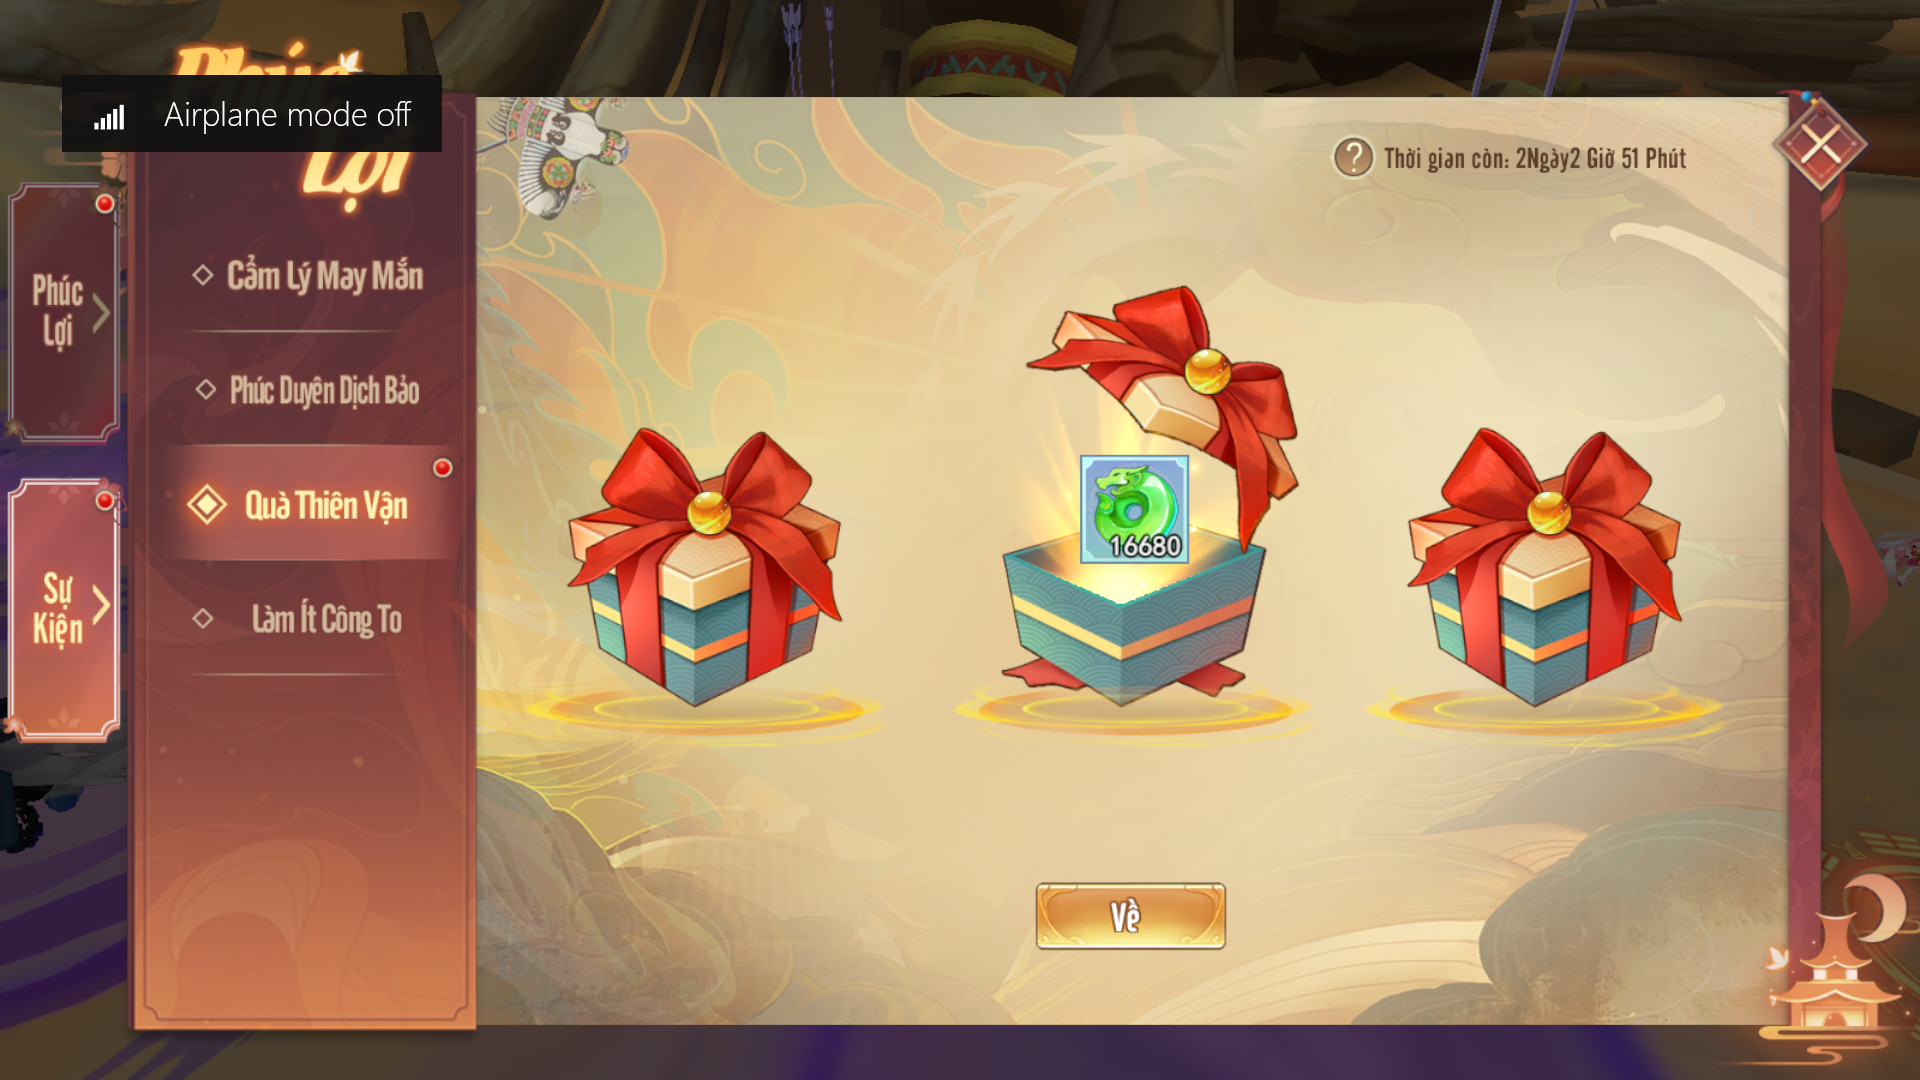 Phúc
Lợi
Airplane mode off
Thời gian còn: 2Ngày2 Giờ 51 Phút
Phúc
Lợi
Sự
Kiện
Cẩm Lý May Mắn
Phúc Duyên Dịch Bảo
Quà Thiên Vận
Làm Ít Công To
16680
Về